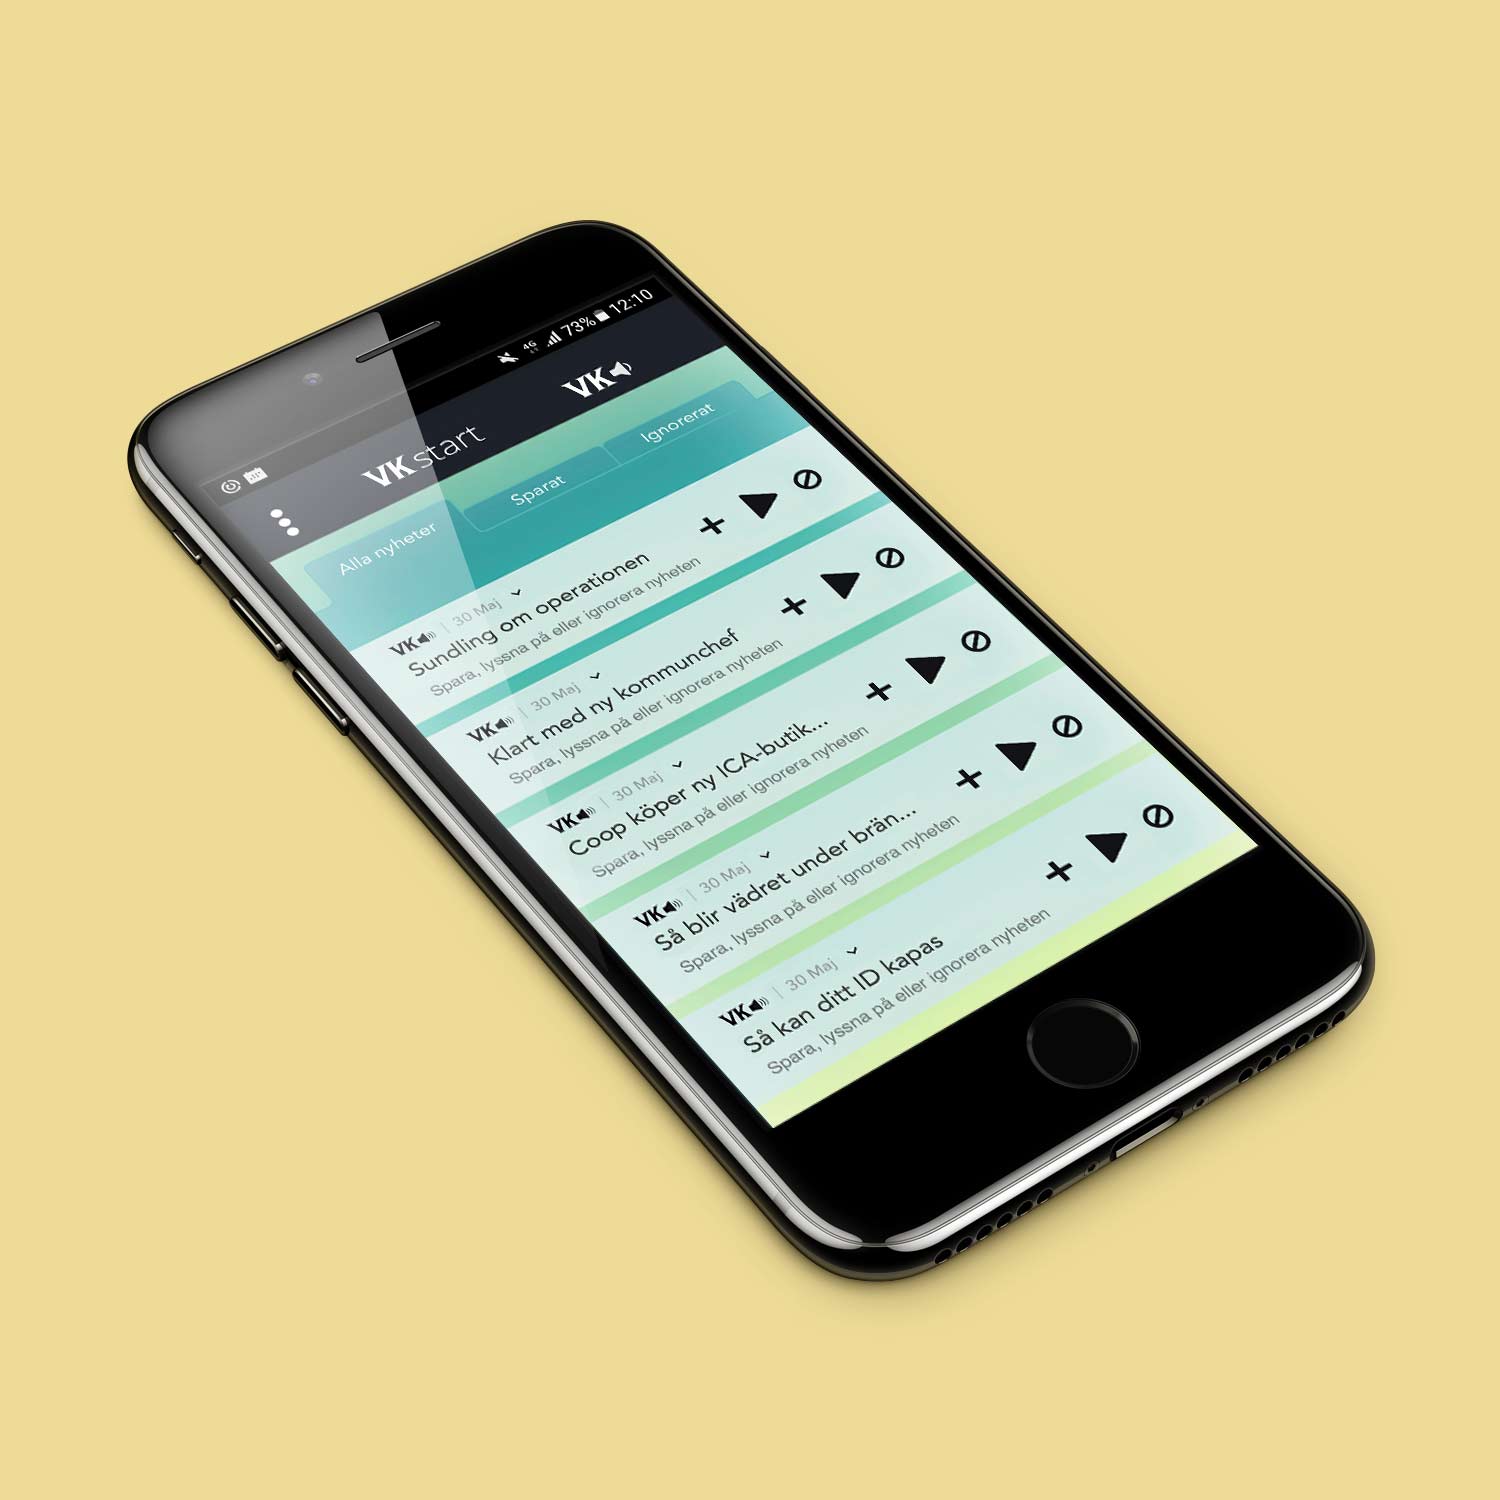 4G 73% 12:10
VK start VK
Alla nyheter Sparat Ignorerat
VK | 30 Maj
Sundling om operationen
Spara, lyssna på eller ignorera nyheten
VK | 30 Maj
Klart med ny kommunchef
Spara, lyssna på eller ignorera nyheten
VK | 30 Maj
Coop köper ny ICA-butik...
Spara, lyssna på eller ignorera nyheten
VK | 30 Maj
Så blir vädret under brän...
Spara, lyssna på eller ignorera nyheten
VK | 30 Maj
Så kan ditt ID kapas
Spara, lyssna på eller ignorera nyheten